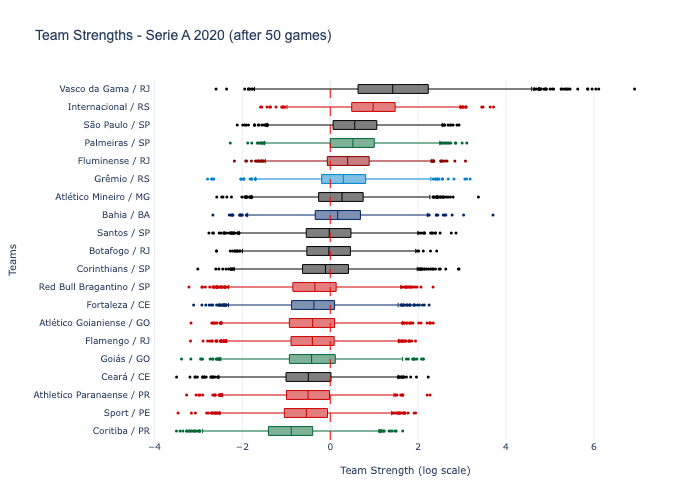 Team Strengths - Serie A 2020 (after 50 games)
Vasco da Gama / RJ
Internacional / RS
São Paulo / SP
Palmeiras / SP
Fluminense / RJ
Grêmio / RS
Atlético Mineiro / MG
Bahia / BA
Santos / SP
Botafogo / RJ
Corinthians / SP
Red Bull Bragantino / SP
Fortaleza / CE
Atlético Goianiense / GO
Flamengo / RJ
Goiás / GO
Ceará / CE
Athletico Paranaense / PR
Sport / PE
Coritiba / PR
Teams
−4 −2 0 2 4 6
Team Strength (log scale)